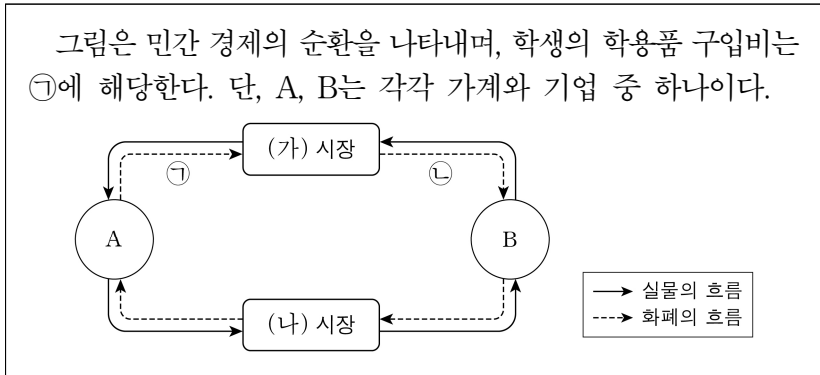 그림은 민간 경제의 순환을 나타내며, 학생의 학용품 구입비는
㉠에 해당한다. 단, A, B는 각각 가계와 기업 중 하나이다.
(가) 시장
㉠
㉡
A
B
(나) 시장
실물의 흐름
화폐의 흐름